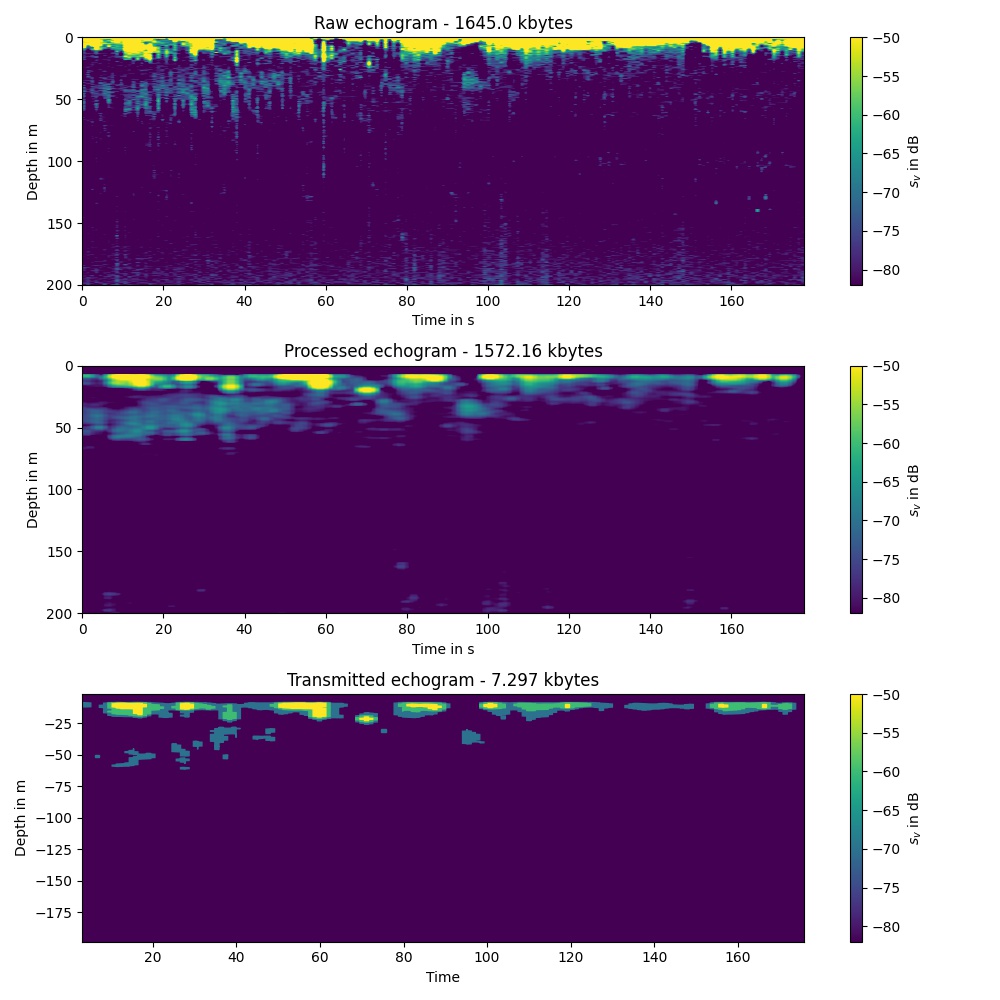 Raw echogram - 1645.0 kbytes
0
50
100
150
200
Depth in m
0 20 40 60 80 100 120 140 160
Time in s
−50
−55
−60
−65
−70
−75
−80
sv in dB
Processed echogram - 1572.16 kbytes
0
50
100
150
200
Depth in m
0 20 40 60 80 100 120 140 160
Time in s
−50
−55
−60
−65
−70
−75
−80
sv in dB
Transmitted echogram - 7.297 kbytes
−25
−50
−75
−100
−125
−150
−175
Depth in m
20 40 60 80 100 120 140 160
Time
−50
−55
−60
−65
−70
−75
−80
sv in dB